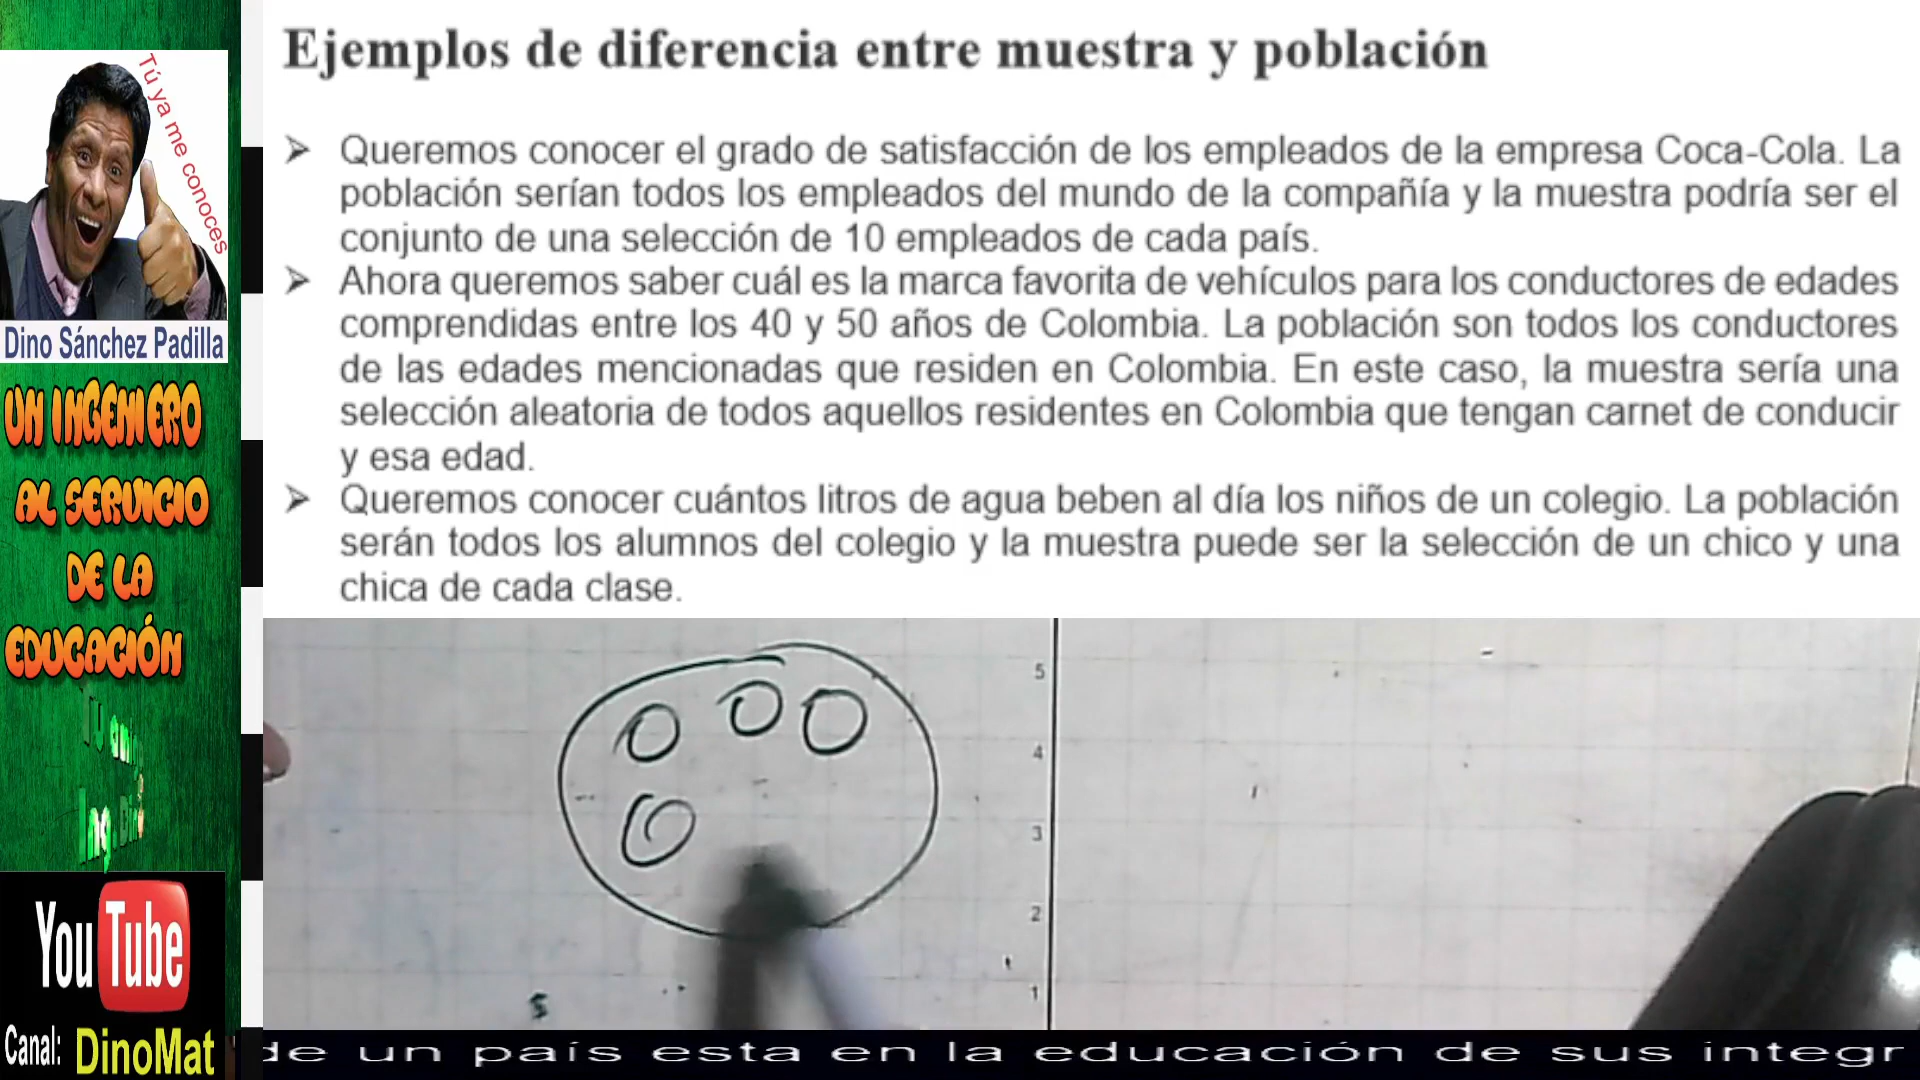 Ejemplos de diferencia entre muestra y población
➤ Queremos conocer el grado de satisfacción de los empleados de la empresa Coca-Cola. La
población serían todos los empleados del mundo de la compañía y la muestra podría ser el
conjunto de una selección de 10 empleados de cada país.
➤ Ahora queremos saber cuál es la marca favorita de vehículos para los conductores de edades
comprendidas entre los 40 y 50 años de Colombia. La población son todos los conductores
de las edades mencionadas que residen en Colombia. En este caso, la muestra sería una
selección aleatoria de todos aquellos residentes en Colombia que tengan carnet de conducir
y esa edad.
➤ Queremos conocer cuántos litros de agua beben al día los niños de un colegio. La población
serán todos los alumnos del colegio y la muestra puede ser la selección de un chico y una
chica de cada clase.
Tú ya me conoces
Dino Sánchez Padilla
UN INGENIERO
AL SERVICIO
DE LA
EDUCACIÓN
YouTube
Canal: DinoMat
5
4
3
2
1
de un país esta en la educación de sus integr